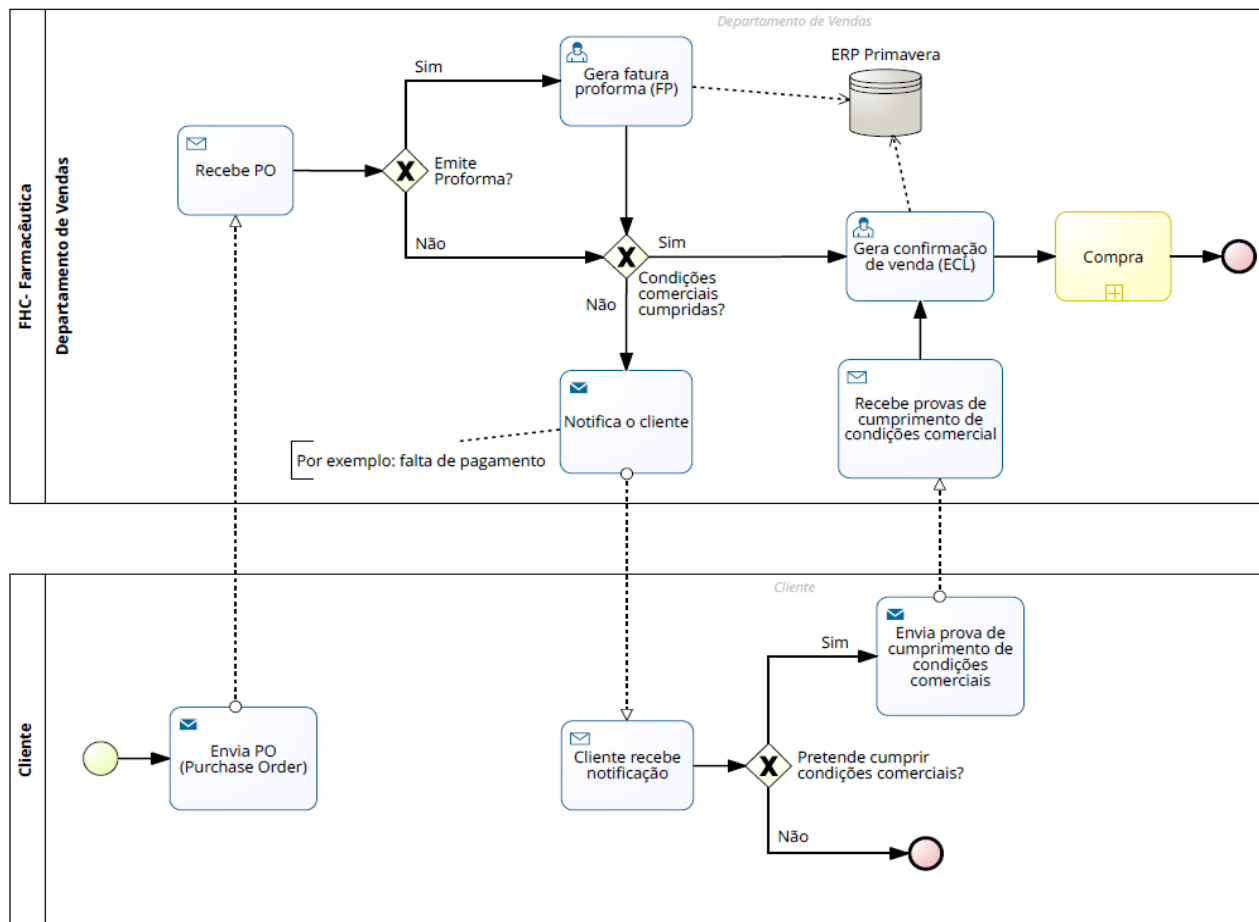 Departamento de Vendas
FHC- Farmacêutica
Departamento de Vendas
Recebe PO
Emite
Proforma?
Sim
Não
Gera fatura
proforma (FP)
ERP Primavera
Condições
comerciais
cumpridas?
Sim
Não
Gera confirmação
de venda (ECL)
Compra
Notifica o cliente
Por exemplo: falta de pagamento
Recebe provas de
cumprimento de
condições comercial
Cliente
Cliente
Envia PO
(Purchase Order)
Cliente recebe
notificação
Pretende cumprir
condições comerciais?
Sim
Não
Envia prova de
cumprimento de
condições
comerciais